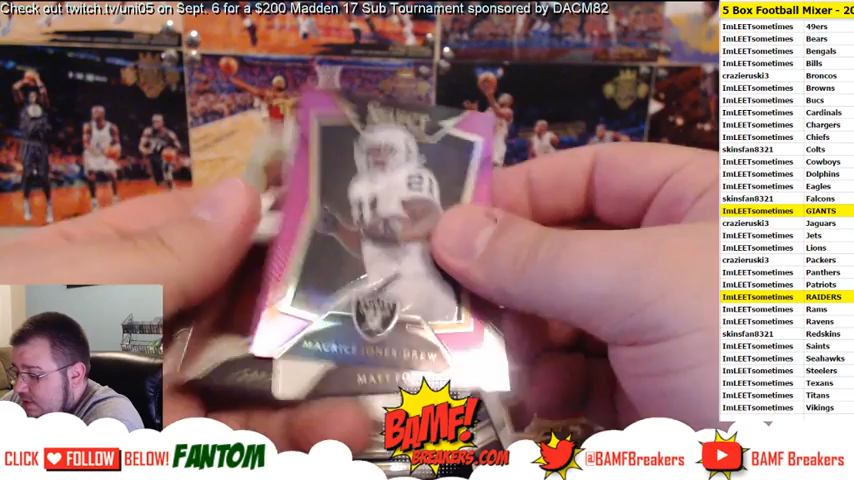 Check out twitch.tv/uni05 on Sept. 6 for a $200 Madden 17 Sub Tournament sponsored by DACM82
5 Box Football Mixer - 20
ImLEETsometimes 49ers
ImLEETsometimes Bears
ImLEETsometimes Bengals
ImLEETsometimes Bills
crazieruski3 Broncos
ImLEETsometimes Browns
ImLEETsometimes Bucs
ImLEETsometimes Cardinals
ImLEETsometimes Chargers
ImLEETsometimes Chiefs
skinsfan8321 Colts
ImLEETsometimes Cowboys
ImLEETsometimes Dolphins
ImLEETsometimes Eagles
skinsfan8321 Falcons
ImLEETsometimes GIANTS
crazieruski3 Jaguars
ImLEETsometimes Jets
ImLEETsometimes Lions
crazieruski3 Packers
ImLEETsometimes Panthers
ImLEETsometimes Patriots
ImLEETsometimes RAIDERS
ImLEETsometimes Rams
ImLEETsometimes Ravens
skinsfan8321 Redskins
ImLEETsometimes Saints
ImLEETsometimes Seahawks
ImLEETsometimes Steelers
ImLEETsometimes Texans
ImLEETsometimes Titans
ImLEETsometimes Vikings
SELECT
21
MAURICE JONES DREW
MATT
CLICK FOLLOW BELOW! FANTOM
BAMF!
BREAKERS.COM
@BAMFBreakers
BAMF Breakers